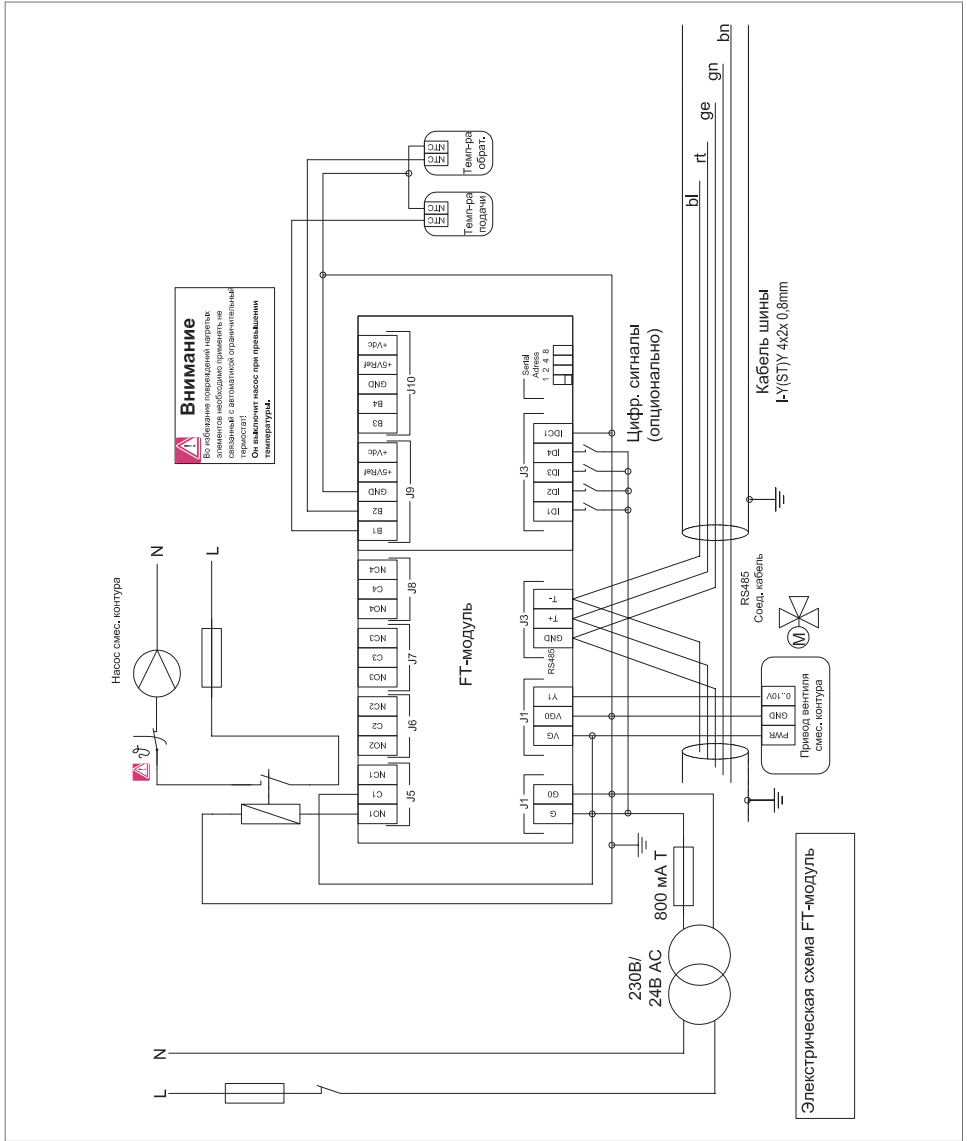 Внимание
Во избежание повреждений нагретых
элементов необходимо применять не
связанный с автоматикой ограничительный
термостат!
Он выключит насос при превышении
температуры.
Насос смес. контура
N
L
ϑ
Темп-ра
обрат.
NTC
NTC
Темп-ра
подачи
NTC
NTC
NO1
C1
NC1
J5
NO2
C2
NC2
J6
NO3
C3
NC3
J7
NO4
C4
NC4
J8
B1
B2
GND
+5VRef
+Vdc
J9
B3
B4
GND
+5VRef
+Vdc
J10
FT-модуль
J1
G
G0
J1
VG
VG0
Y1
RS485
J3
GND
T+
T-
J3
ID1
ID2
ID3
ID4
IDC1
Serial
Adress
1 2 4 8
Цифр. сигналы
(опционально)
L
N
230В/
24В AC
800 мА Т
PWR
GND
0...10V
Привод вентиля
смес. контура
M
RS485
Соед. кабель
Кабель шины
I-Y(ST)Y 4x2x 0,8mm
bl
rt
ge
gn
bn
Электрическая схема FT-модуль